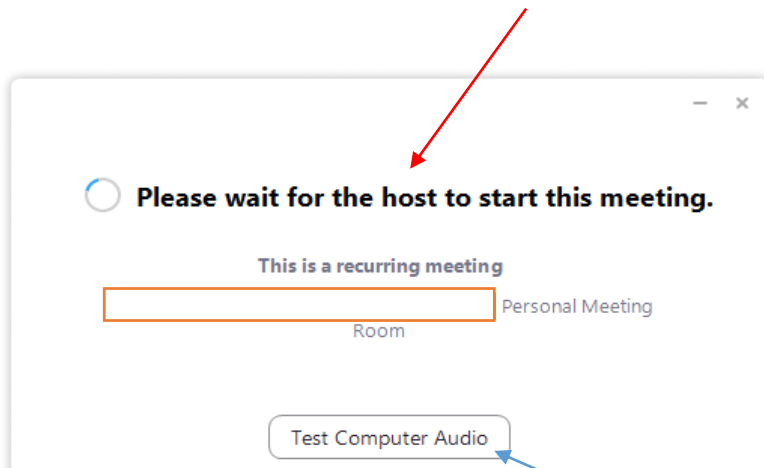 Please wait for the host to start this meeting.
This is a recurring meeting
Personal Meeting
Room
Test Computer Audio